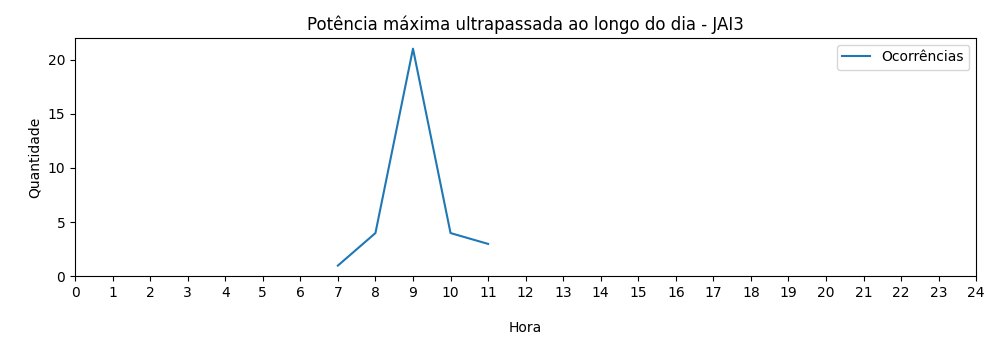 Potência máxima ultrapassada ao longo do dia - JAI3
Ocorrências
Quantidade
20
15
10
5
0
0 1 2 3 4 5 6 7 8 9 10 11 12 13 14 15 16 17 18 19 20 21 22 23 24
Hora